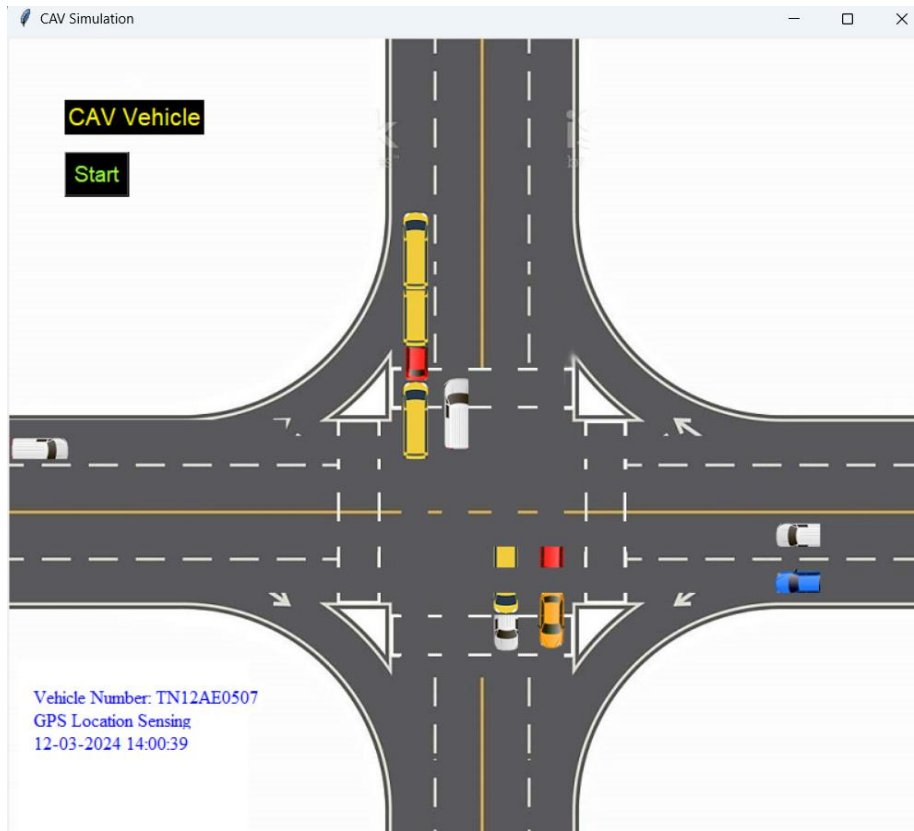 CAV Simulation
CAV Vehicle
Start
Vehicle Number: TN12AE0507
GPS Location Sensing
12-03-2024 14:00:39